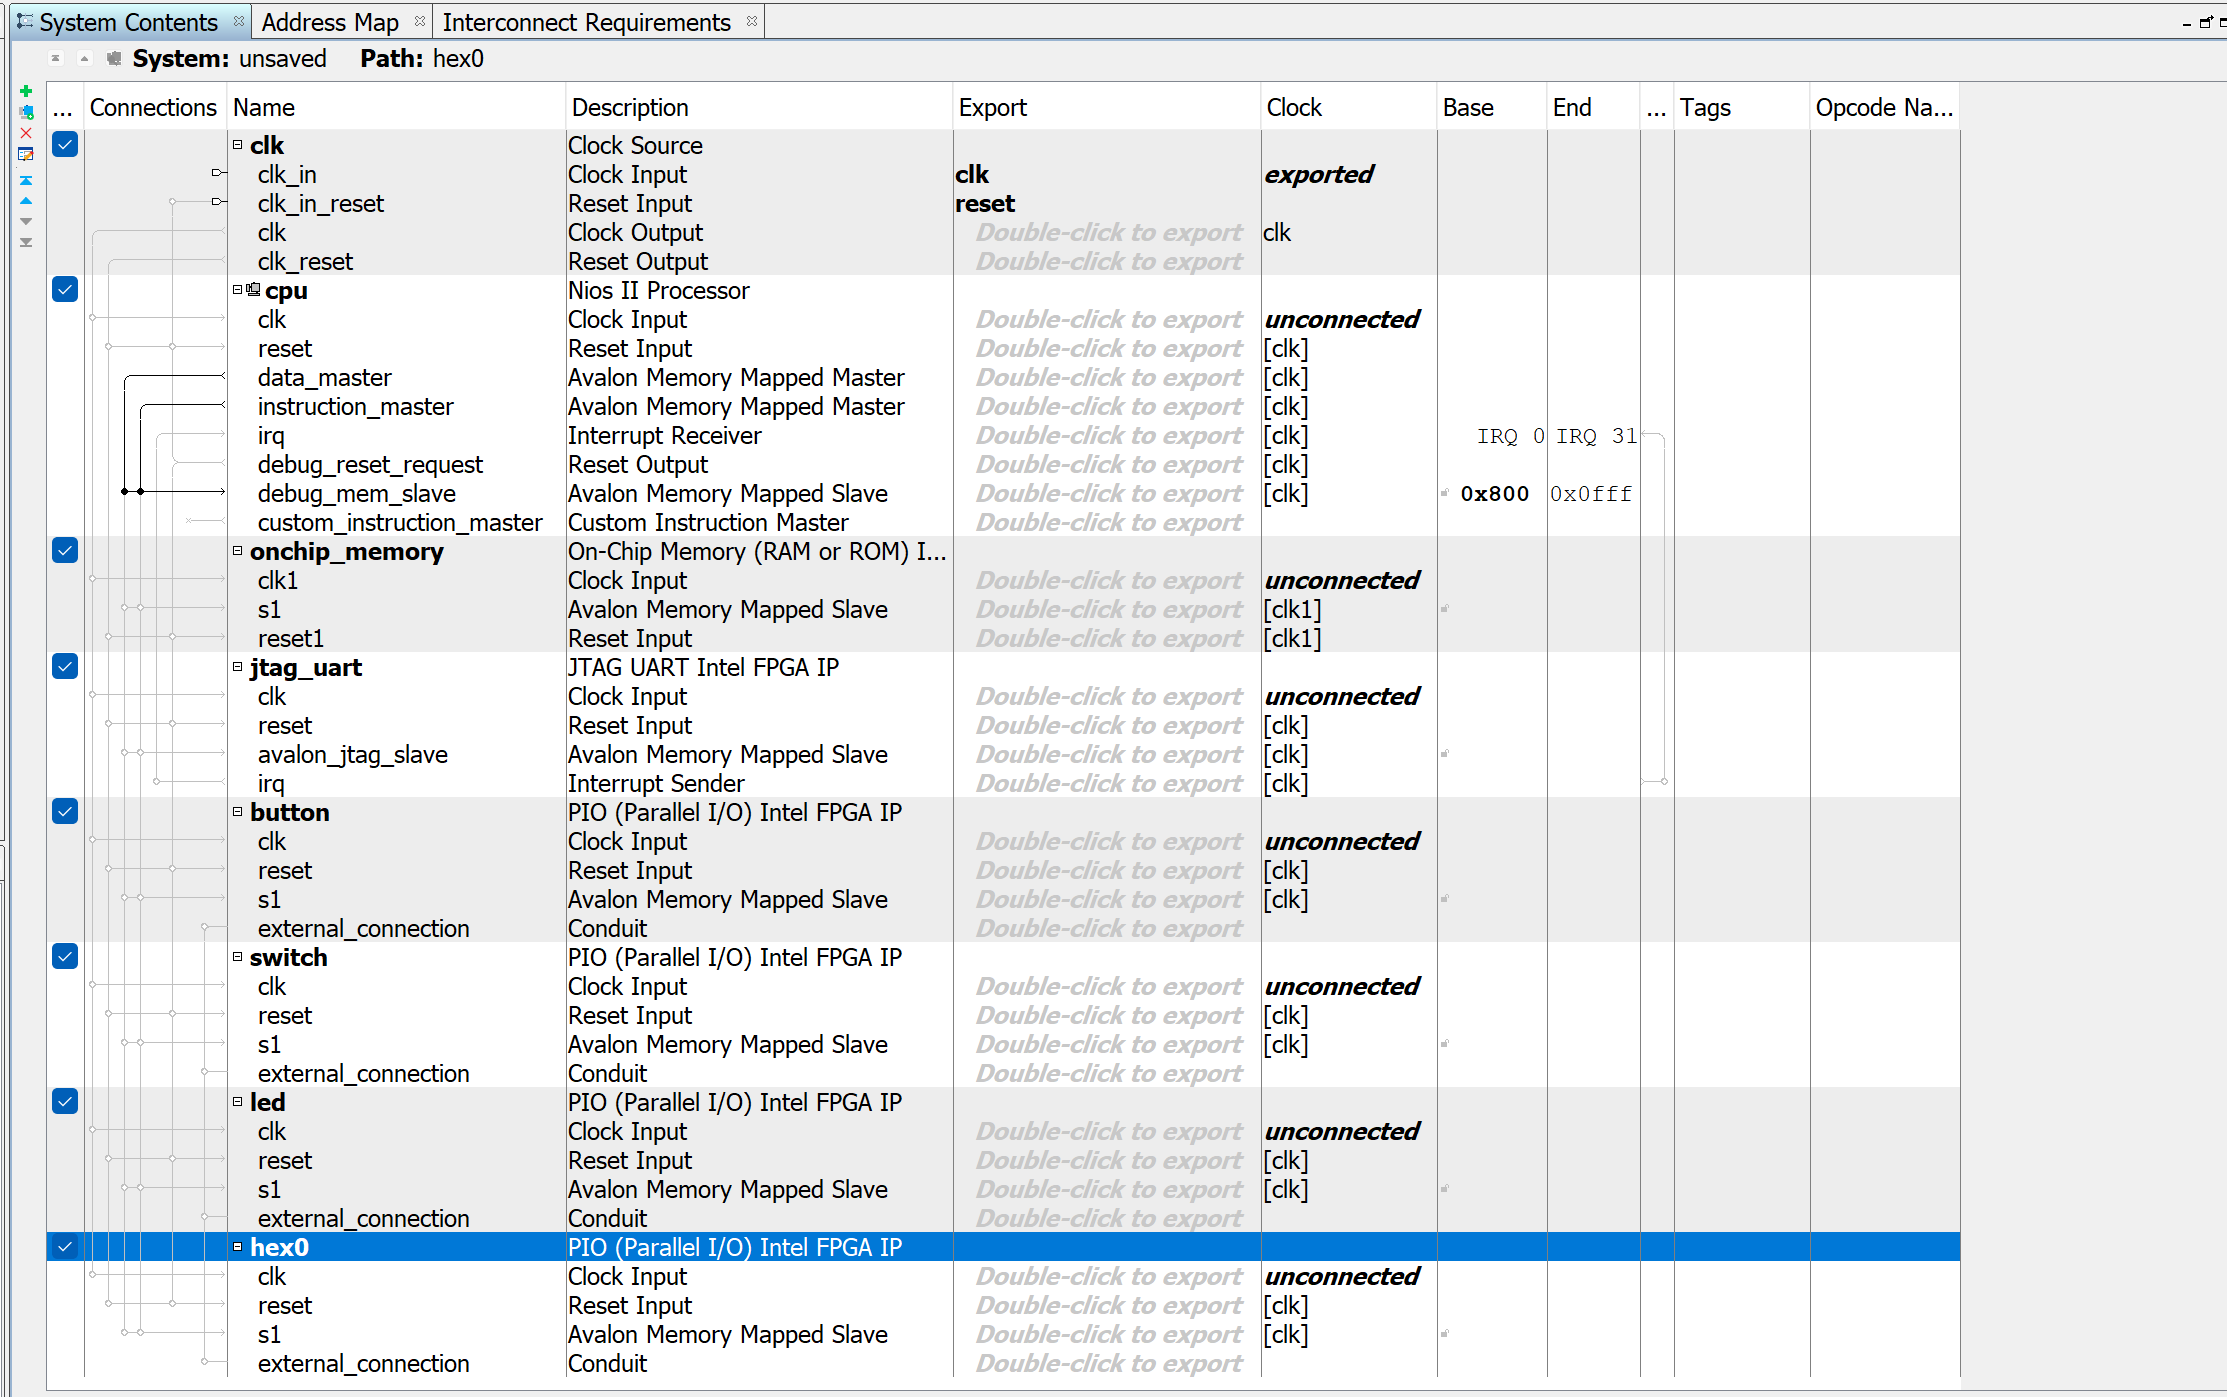 System Contents Address Map Interconnect Requirements
System: unsaved Path: hex0
... Connections Name Description Export Clock Base End ... Tags Opcode Na...
clk Clock Source
clk_in Clock Input clk exported
clk_in_reset Reset Input reset
clk Clock Output Double-click to export clk
clk_reset Reset Output Double-click to export
cpu Nios II Processor
clk Clock Input Double-click to export unconnected
reset Reset Input Double-click to export [clk]
data_master Avalon Memory Mapped Master Double-click to export [clk]
instruction_master Avalon Memory Mapped Master Double-click to export [clk]
irq Interrupt Receiver Double-click to export [clk] IRQ 0 IRQ 31
debug_reset_request Reset Output Double-click to export [clk]
debug_mem_slave Avalon Memory Mapped Slave Double-click to export [clk] 0x800 0x0fff
custom_instruction_master Custom Instruction Master Double-click to export
onchip_memory On-Chip Memory (RAM or ROM) I...
clk1 Clock Input Double-click to export unconnected
s1 Avalon Memory Mapped Slave Double-click to export [clk1]
reset1 Reset Input Double-click to export [clk1]
jtag_uart JTAG UART Intel FPGA IP
clk Clock Input Double-click to export unconnected
reset Reset Input Double-click to export [clk]
avalon_jtag_slave Avalon Memory Mapped Slave Double-click to export [clk]
irq Interrupt Sender Double-click to export [clk]
button PIO (Parallel I/O) Intel FPGA IP
clk Clock Input Double-click to export unconnected
reset Reset Input Double-click to export [clk]
s1 Avalon Memory Mapped Slave Double-click to export [clk]
external_connection Conduit Double-click to export
switch PIO (Parallel I/O) Intel FPGA IP
clk Clock Input Double-click to export unconnected
reset Reset Input Double-click to export [clk]
s1 Avalon Memory Mapped Slave Double-click to export [clk]
external_connection Conduit Double-click to export
led PIO (Parallel I/O) Intel FPGA IP
clk Clock Input Double-click to export unconnected
reset Reset Input Double-click to export [clk]
s1 Avalon Memory Mapped Slave Double-click to export [clk]
external_connection Conduit Double-click to export
hex0 PIO (Parallel I/O) Intel FPGA IP
clk Clock Input Double-click to export unconnected
reset Reset Input Double-click to export [clk]
s1 Avalon Memory Mapped Slave Double-click to export [clk]
external_connection Conduit Double-click to export